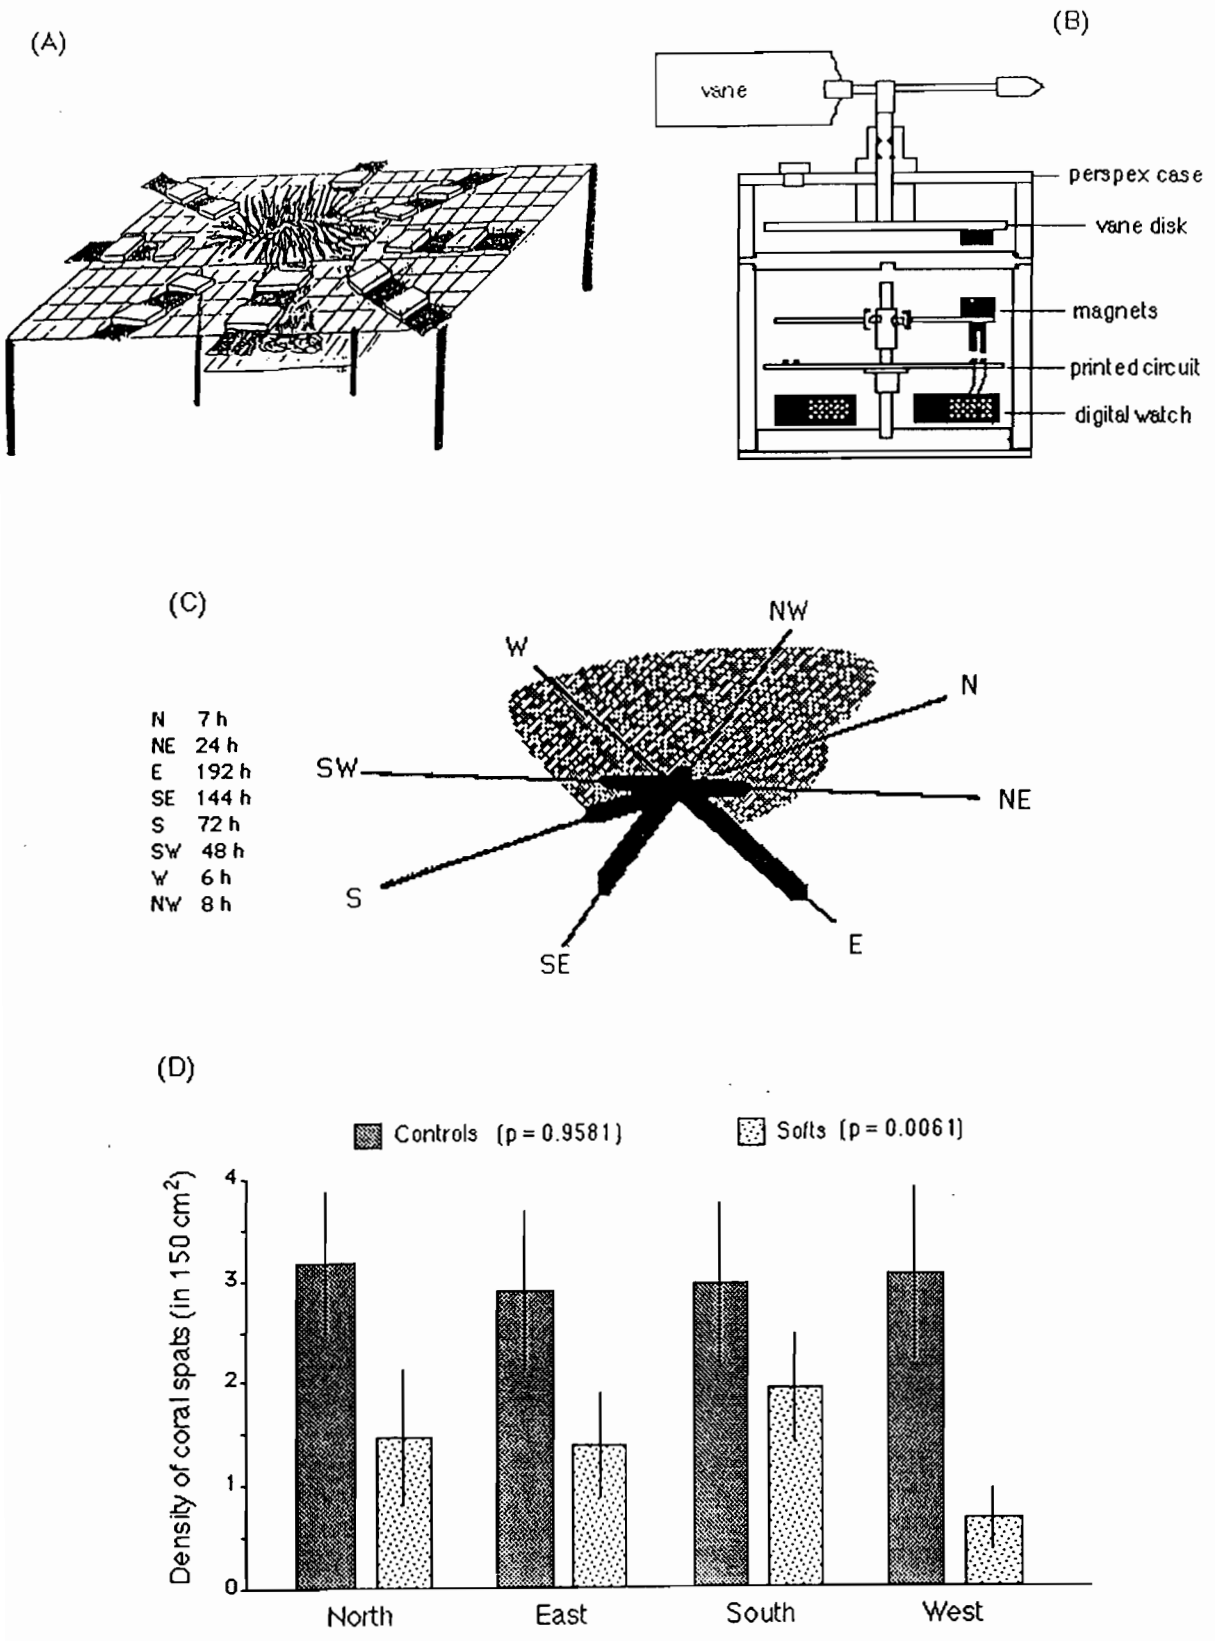 (A)
(B)
vane
perspex case
vane disk
magnets
printed circuit
digital watch
(C)
N 7 h
NE 24 h
E 192 h
SE 144 h
S 72 h
SW 48 h
W 6 h
NW 8 h
NW
W
N
SW
NE
S
E
SE
(D)
Controls (p = 0.9581)
Softs (p = 0.0061)
Density of coral spats (in 150 cm²)
4
3
2
1
0
North East South West